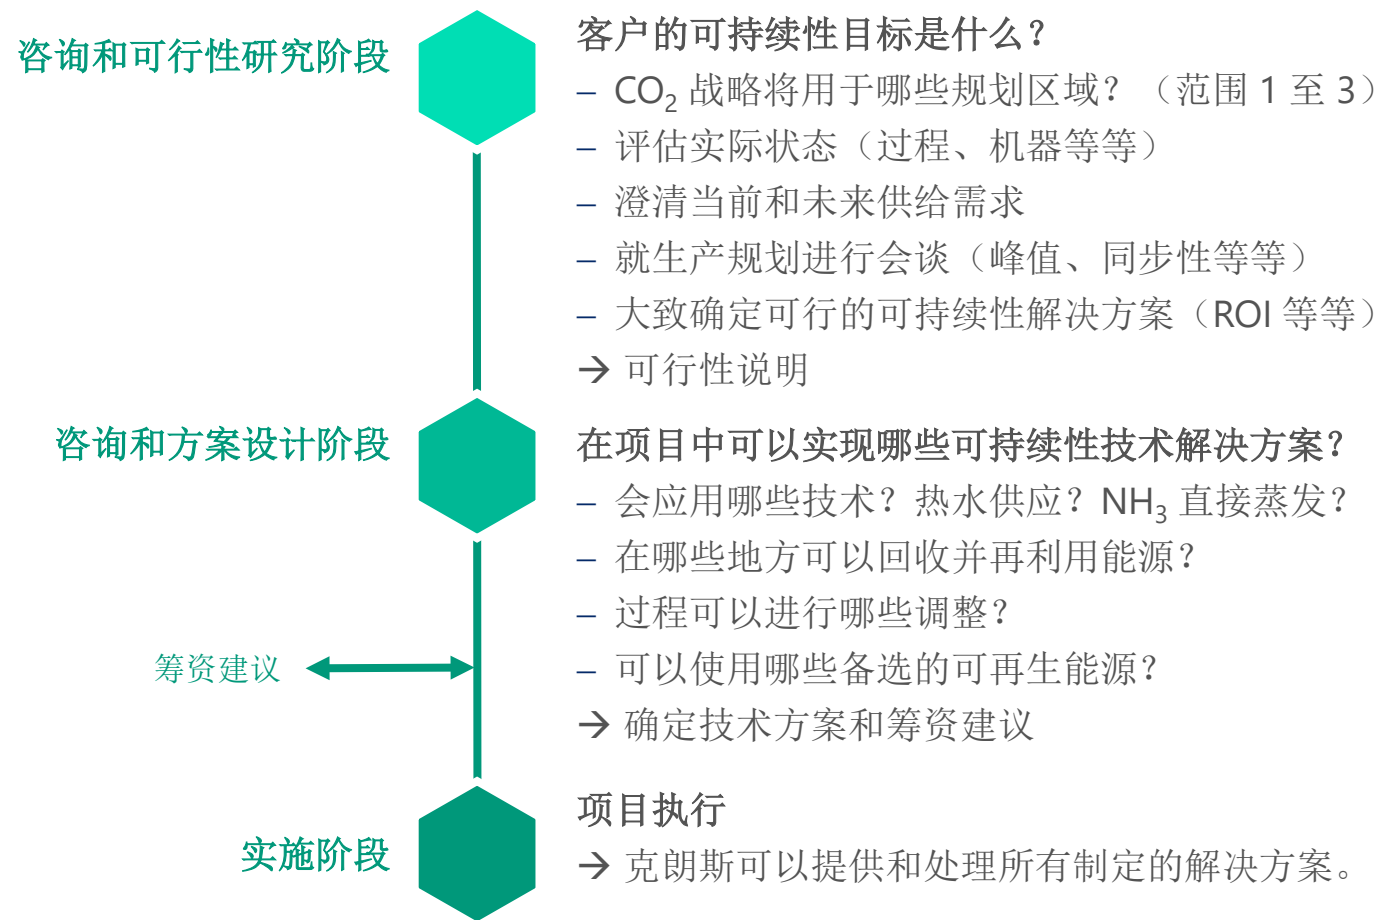 咨询和可行性研究阶段
客户的可持续性目标是什么？
– CO₂ 战略将用于哪些规划区域？（范围 1 至 3）
– 评估实际状态（过程、机器等等）
– 澄清当前和未来供给需求
– 就生产规划进行会谈（峰值、同步性等等）
– 大致确定可行的可持续性解决方案（ROI 等等）
→ 可行性说明
咨询和方案设计阶段
在项目中可以实现哪些可持续性技术解决方案？
– 会应用哪些技术？热水供应？NH₃ 直接蒸发？
– 在哪些地方可以回收并再利用能源？
– 过程可以进行哪些调整？
– 可以使用哪些备选的可再生能源？
→ 确定技术方案和筹资建议
筹资建议
实施阶段
项目执行
→ 克朗斯可以提供和处理所有制定的解决方案。